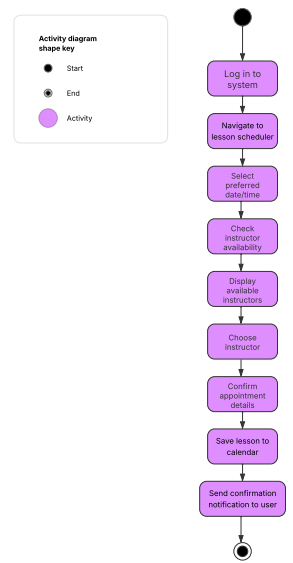 Activity diagram
shape key
Start
End
Activity
Log in to
system
Navigate to
lesson scheduler
Select
preferred
date/time
Check
instructor
availability
Display
available
instructors
Choose
instructor
Confirm
appointment
details
Save lesson to
calendar
Send confirmation
notification to user